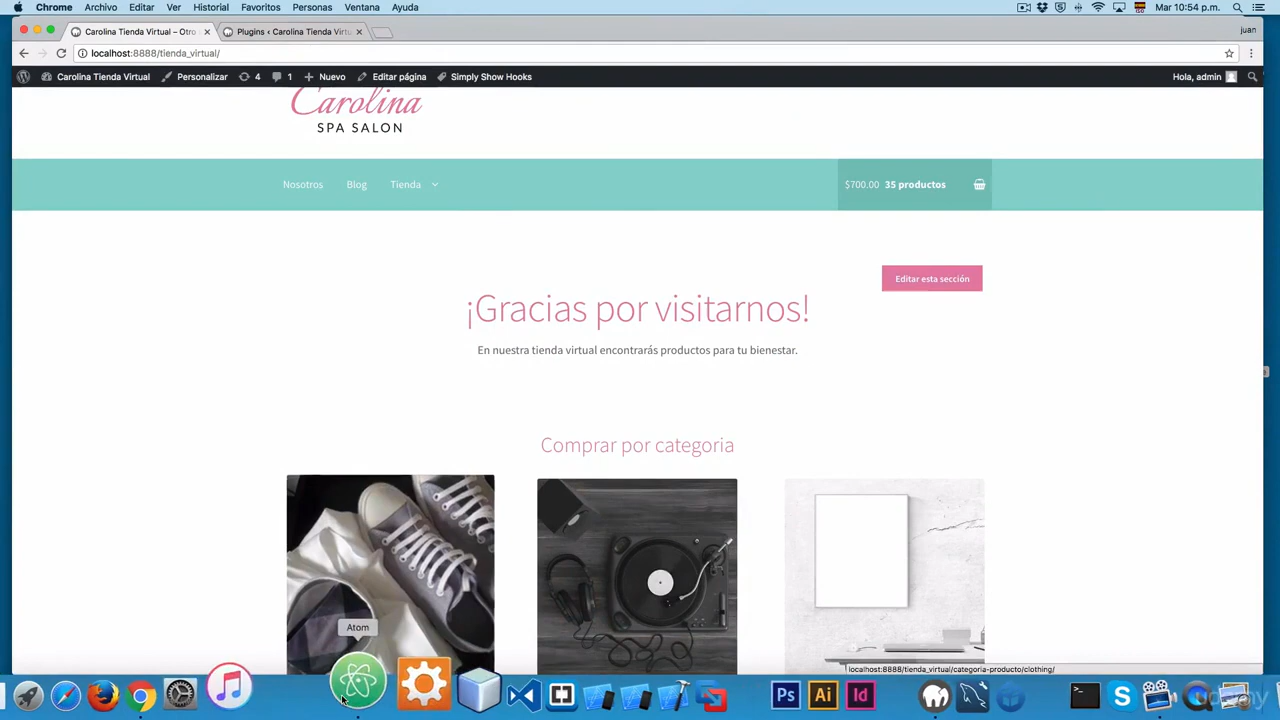 Chrome Archivo Editar Ver Historial Favoritos Personas Ventana Ayuda Mar 10:54 p.m.
Carolina Tienda Virtual – Otro Plugins ‹ Carolina Tienda Virtu juan
localhost:8888/tienda_virtual/
Carolina Tienda Virtual Personalizar 4 1 Nuevo Editar página Simply Show Hooks Hola, admin
Carolina
SPA SALON
Nosotros Blog Tienda $700.00 35 productos
Editar esta sección
¡Gracias por visitarnos!
En nuestra tienda virtual encontrarás productos para tu bienestar.
Comprar por categoria
Atom
localhost:8888/tienda_virtual/categoria-producto/clothing/
Ps Ai Id